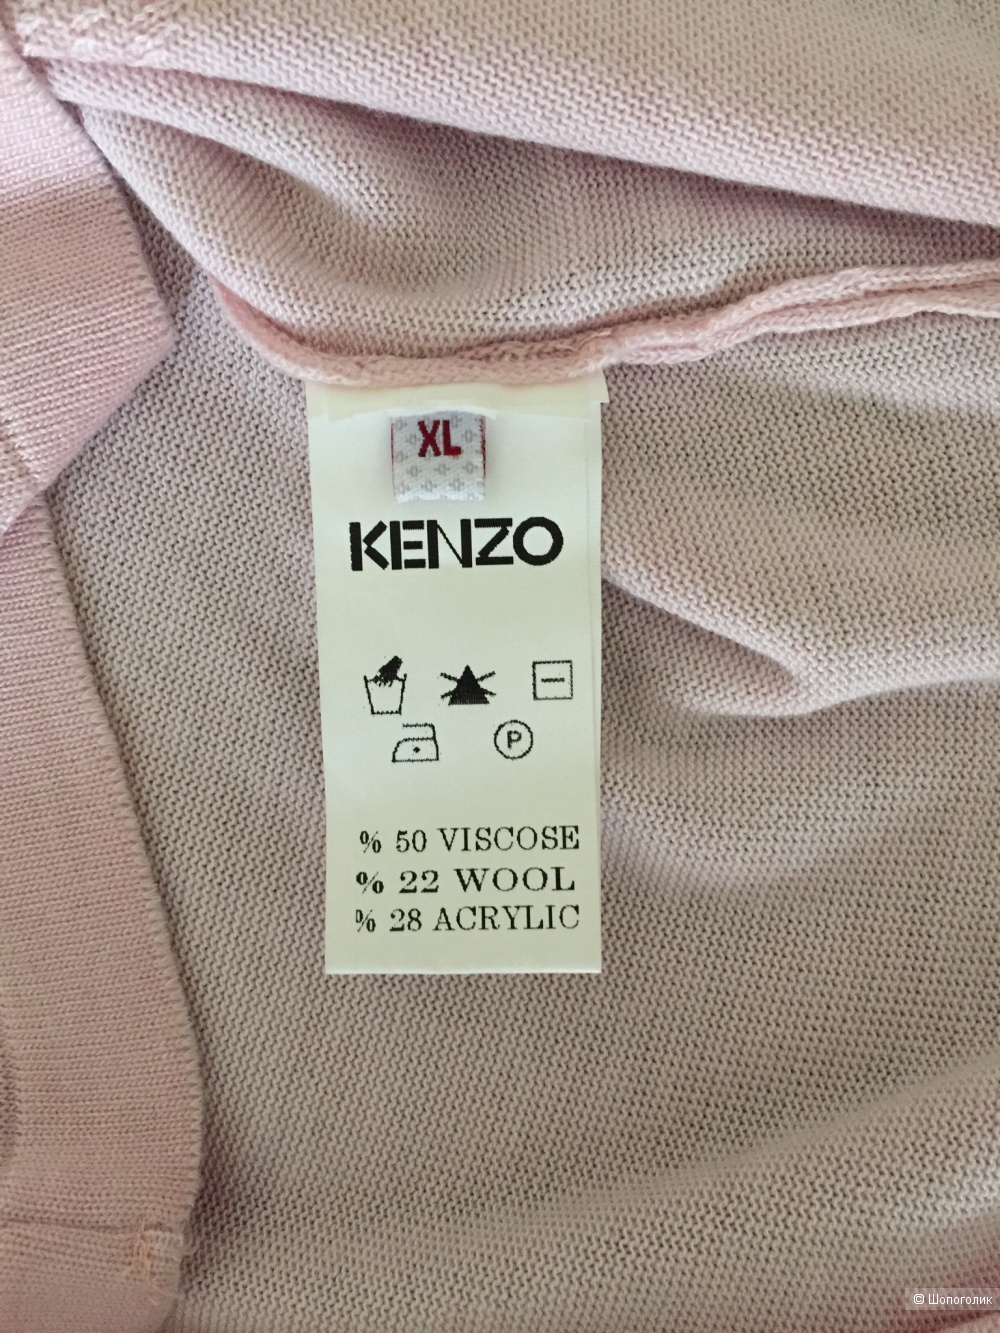 XL
KENZO
P
% 50 VISCOSE
% 22 WOOL
% 28 ACRYLIC
© Шопоголик